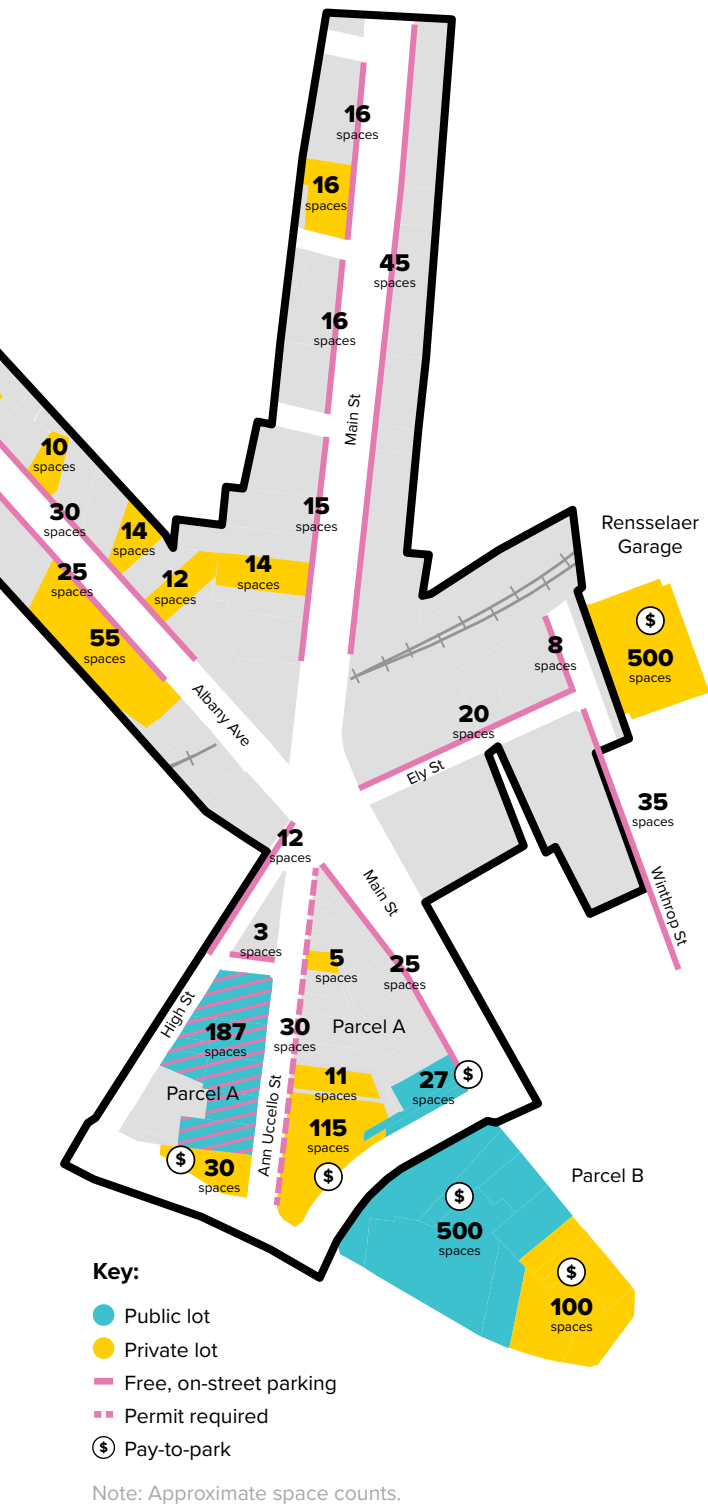 16
spaces
16
spaces
45
spaces
16
spaces
Main St
10
spaces
30
spaces
14
spaces
15
spaces
Rensselaer
Garage
25
spaces
12
spaces
14
spaces
$
500
spaces
55
spaces
8
spaces
Albany Ave
20
spaces
Ely St
35
spaces
12
spaces
Main St
Winthrop St
3
spaces
5
spaces
25
spaces
High St
187
spaces
30
spaces
Parcel A
Parcel A
11
spaces
27
spaces
$
Ann Uccello St
115
spaces
$
30
spaces
$
Parcel B
$
500
spaces
$
100
spaces
Key:
Public lot
Private lot
Free, on-street parking
Permit required
$ Pay-to-park
Note: Approximate space counts.